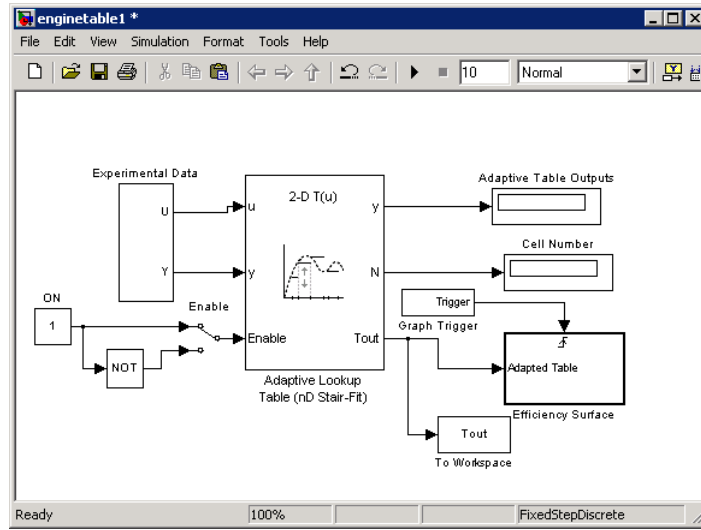 enginetable1 *
File Edit View Simulation Format Tools Help
10 Normal
Experimental Data
U
Y
2-D T(u)
u
y
Enable
y
N
Tout
Adaptive Lookup
Table (nD Stair-Fit)
Adaptive Table Outputs
Cell Number
ON
1
NOT
Enable
Trigger
Graph Trigger
Adapted Table
Efficiency Surface
Tout
To Workspace
Ready 100% FixedStepDiscrete